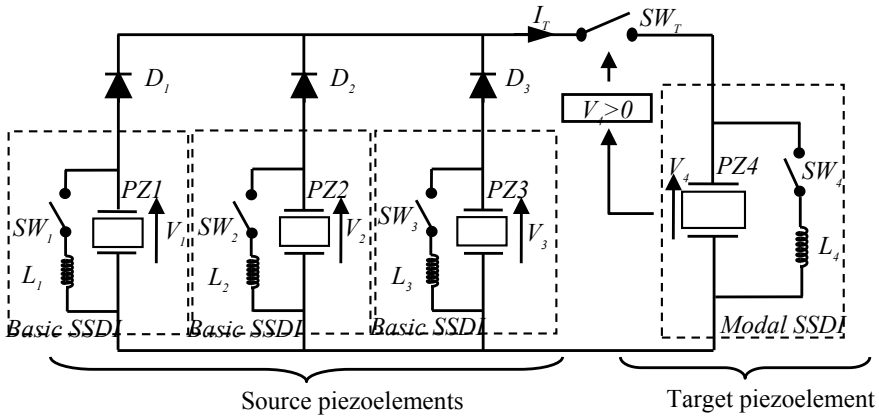 I_T
SW_T
D_1
D_2
D_3
V_4>0
PZ1
PZ2
PZ3
V_4
PZ4
SW_4
SW_1
V_1
SW_2
V_2
SW_3
V_3
L_1
L_2
L_3
L_4
Basic SSDI
Basic SSDI
Basic SSDI
Modal SSDI
Source piezoelements
Target piezoelement